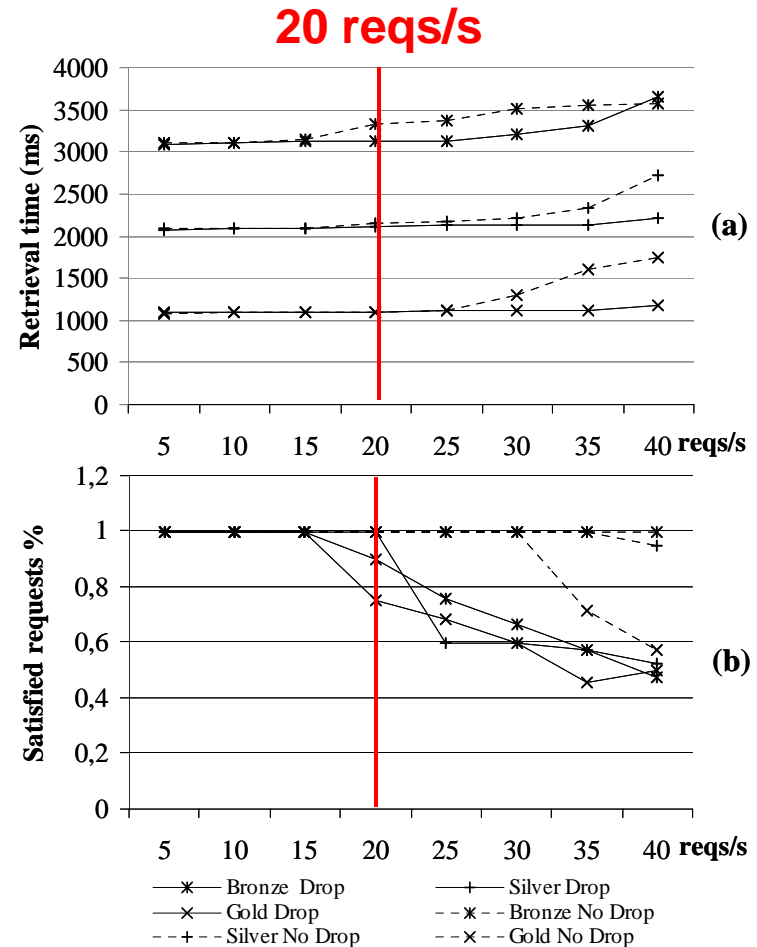 20 reqs/s
4000
3500
3000
2500
2000
1500
1000
500
0
Retrieval time (ms)
(a)
5 10 15 20 25 30 35 40 reqs/s
1,2
1
0,8
0,6
0,4
0,2
0
Satisfied requests %
(b)
5 10 15 20 25 30 35 40 reqs/s
Bronze Drop Silver Drop
Gold Drop Bronze No Drop
Silver No Drop Gold No Drop